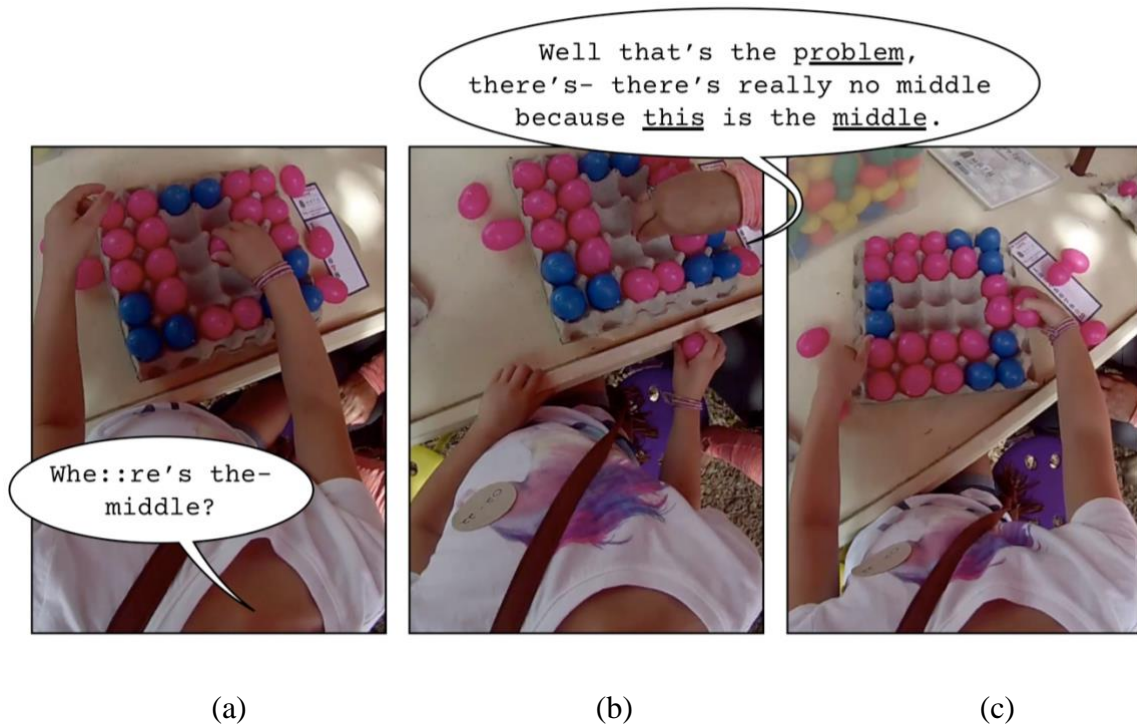 Well that's the problem,
there's- there's really no middle
because this is the middle.
Whe::re's the-
middle?
(a)
(b)
(c)